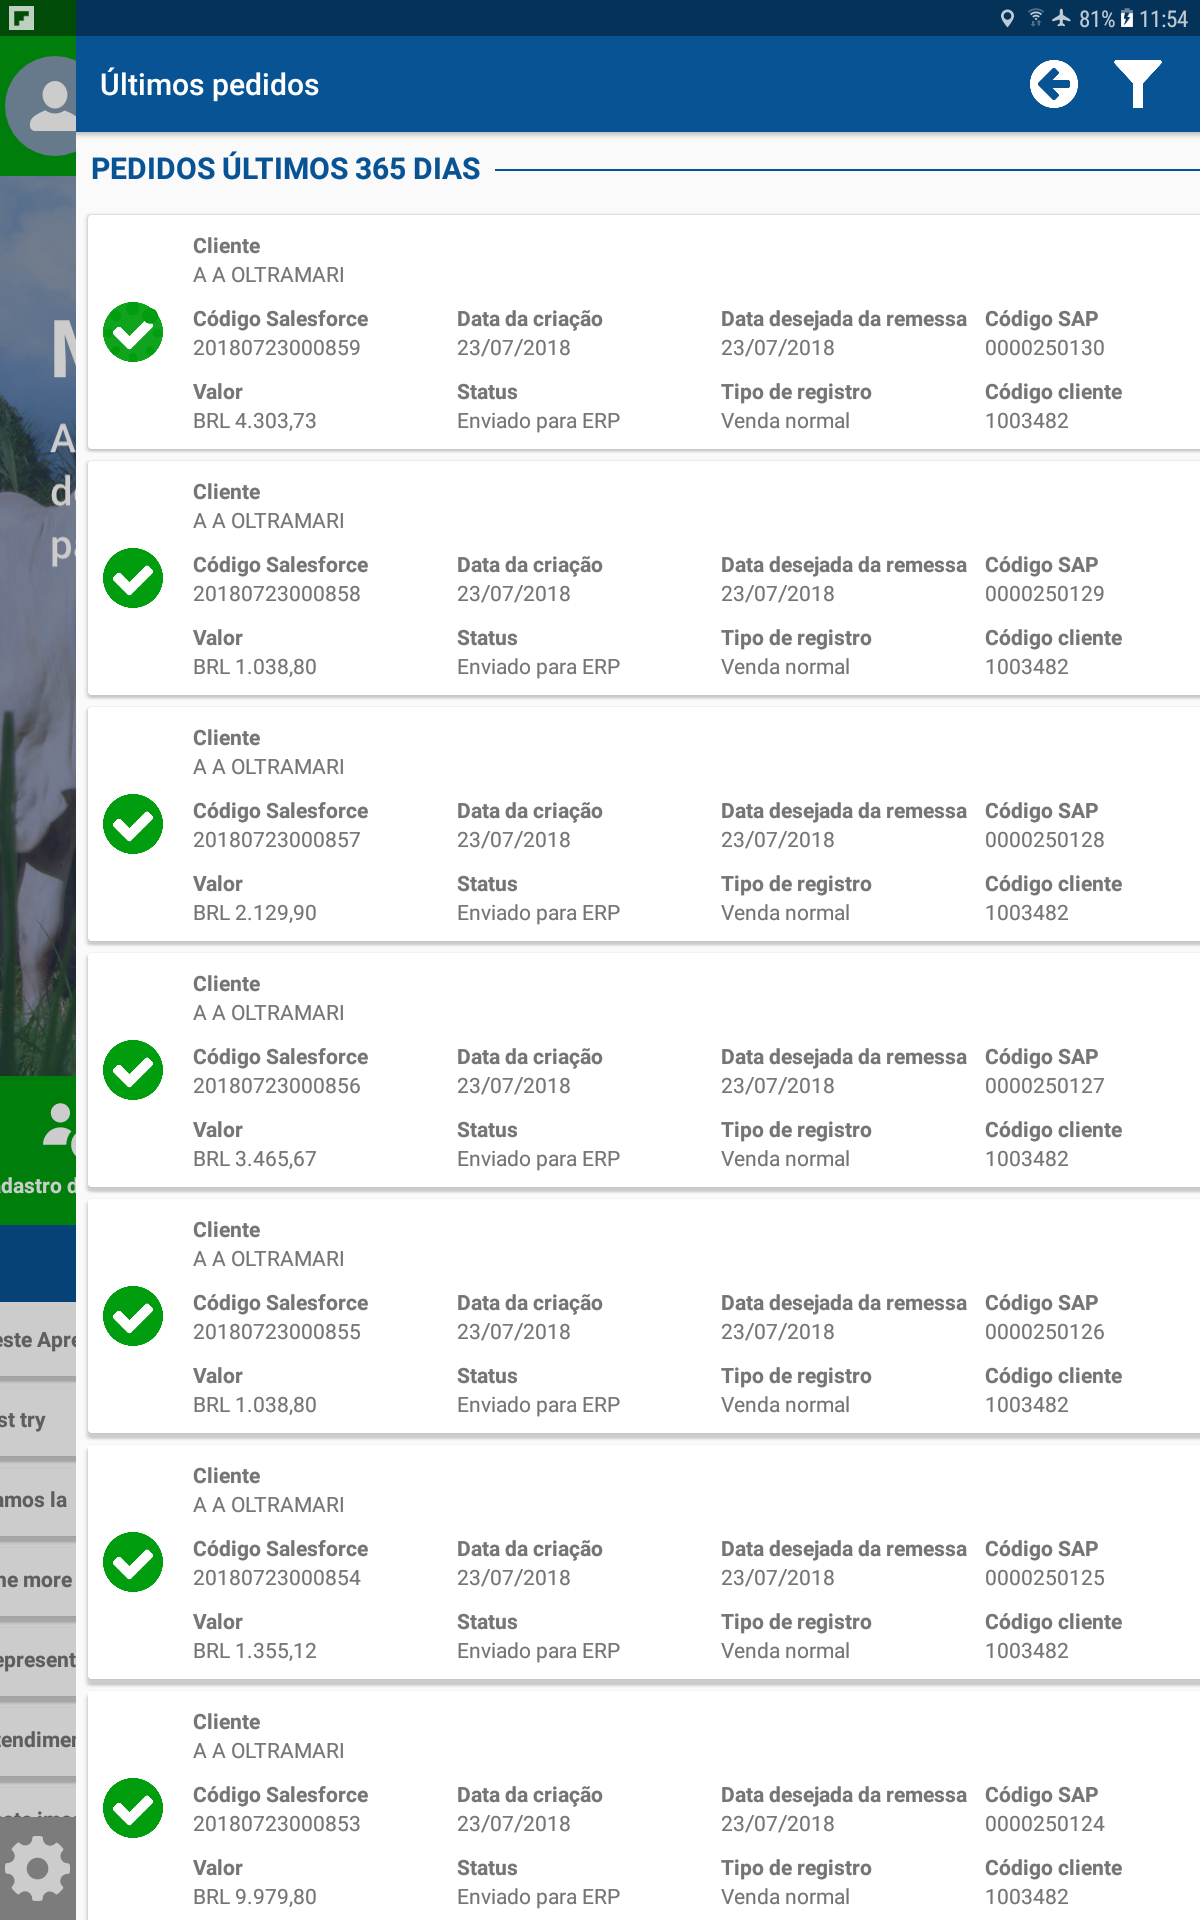 81% 11:54
Últimos pedidos
PEDIDOS ÚLTIMOS 365 DIAS
Cliente
A A OLTRAMARI
Código Salesforce Data da criação Data desejada da remessa Código SAP
20180723000859 23/07/2018 23/07/2018 0000250130
Valor Status Tipo de registro Código cliente
BRL 4.303,73 Enviado para ERP Venda normal 1003482
Cliente
A A OLTRAMARI
Código Salesforce Data da criação Data desejada da remessa Código SAP
20180723000858 23/07/2018 23/07/2018 0000250129
Valor Status Tipo de registro Código cliente
BRL 1.038,80 Enviado para ERP Venda normal 1003482
Cliente
A A OLTRAMARI
Código Salesforce Data da criação Data desejada da remessa Código SAP
20180723000857 23/07/2018 23/07/2018 0000250128
Valor Status Tipo de registro Código cliente
BRL 2.129,90 Enviado para ERP Venda normal 1003482
Cliente
A A OLTRAMARI
Código Salesforce Data da criação Data desejada da remessa Código SAP
20180723000856 23/07/2018 23/07/2018 0000250127
Valor Status Tipo de registro Código cliente
BRL 3.465,67 Enviado para ERP Venda normal 1003482
Cliente
A A OLTRAMARI
Código Salesforce Data da criação Data desejada da remessa Código SAP
20180723000855 23/07/2018 23/07/2018 0000250126
Valor Status Tipo de registro Código cliente
BRL 1.038,80 Enviado para ERP Venda normal 1003482
Cliente
A A OLTRAMARI
Código Salesforce Data da criação Data desejada da remessa Código SAP
20180723000854 23/07/2018 23/07/2018 0000250125
Valor Status Tipo de registro Código cliente
BRL 1.355,12 Enviado para ERP Venda normal 1003482
Cliente
A A OLTRAMARI
Código Salesforce Data da criação Data desejada da remessa Código SAP
20180723000853 23/07/2018 23/07/2018 0000250124
Valor Status Tipo de registro Código cliente
BRL 9.979,80 Enviado para ERP Venda normal 1003482
M
A
d
pa
dastro d
este Apre
st try
amos la
ne more
epresent
tendimen